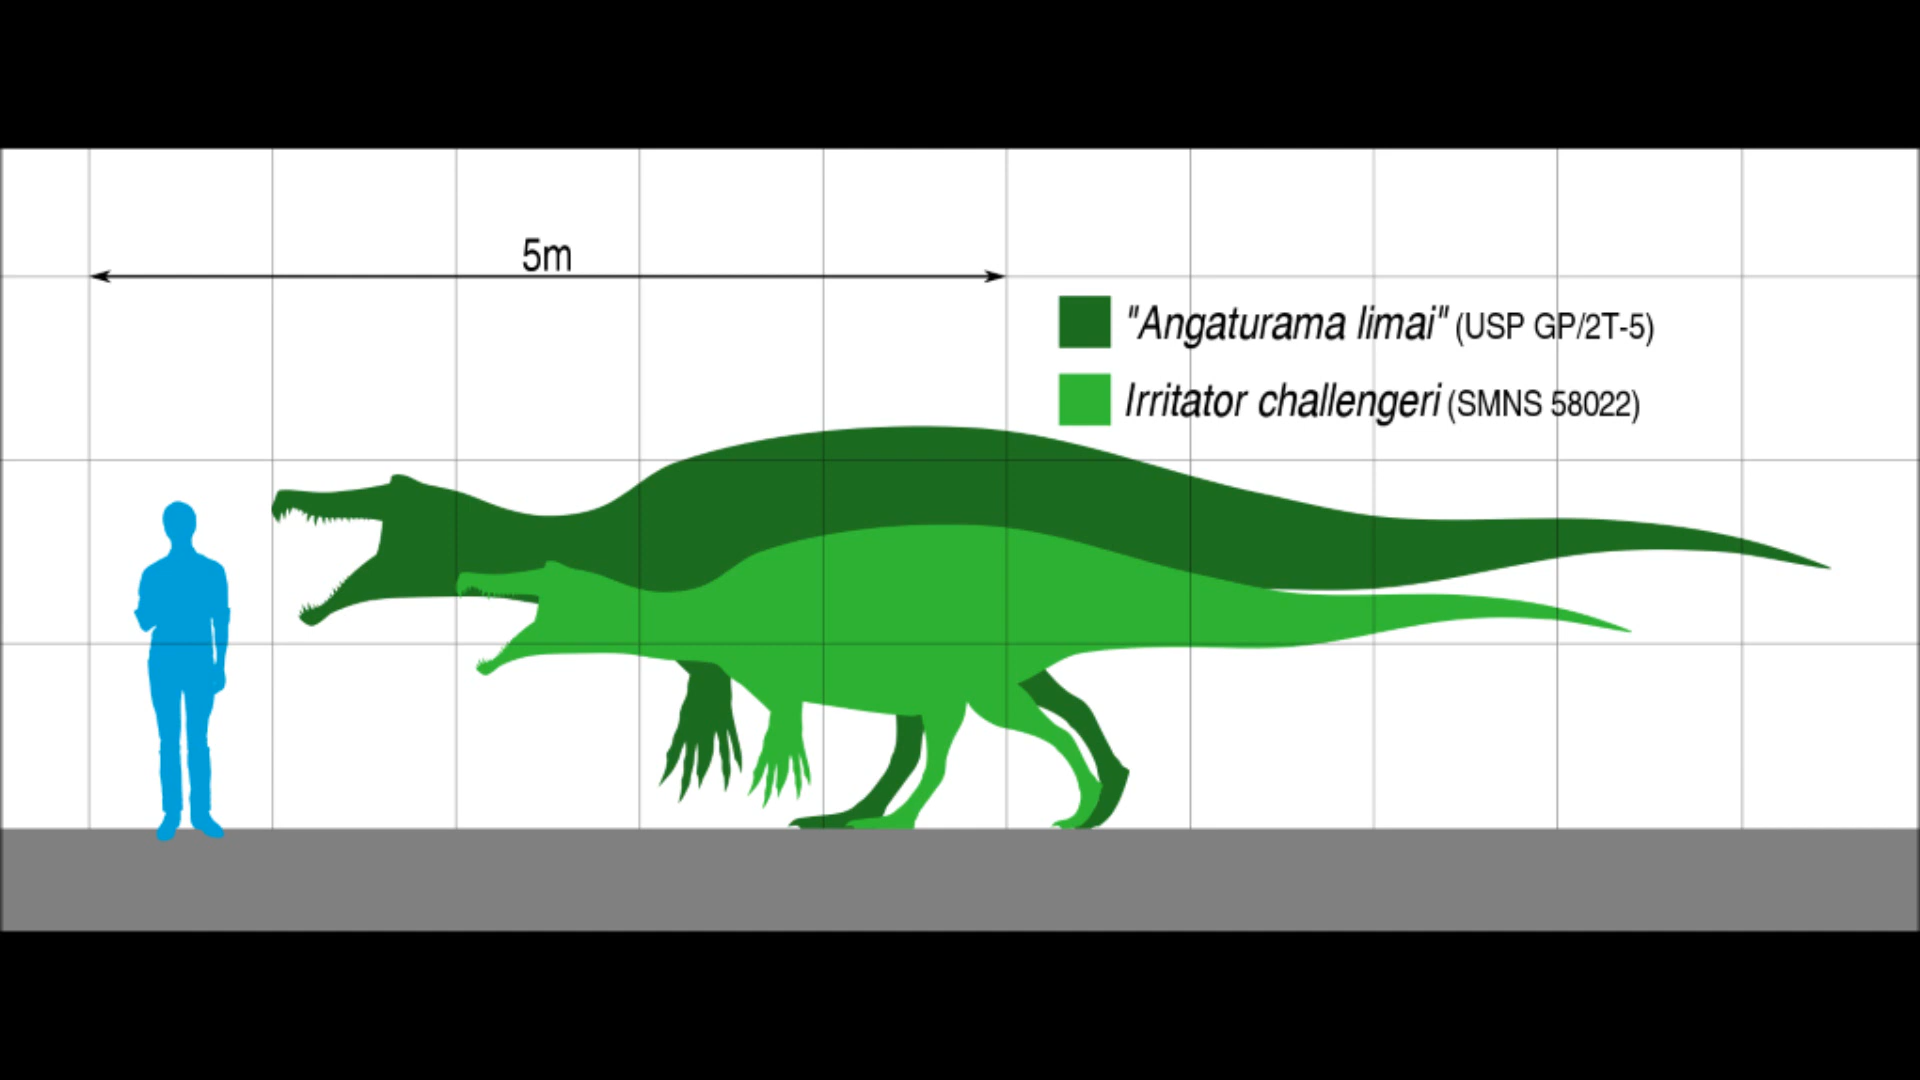 5m
"Angaturama limai" (USP GP/2T-5)
Irritator challengeri (SMNS 58022)